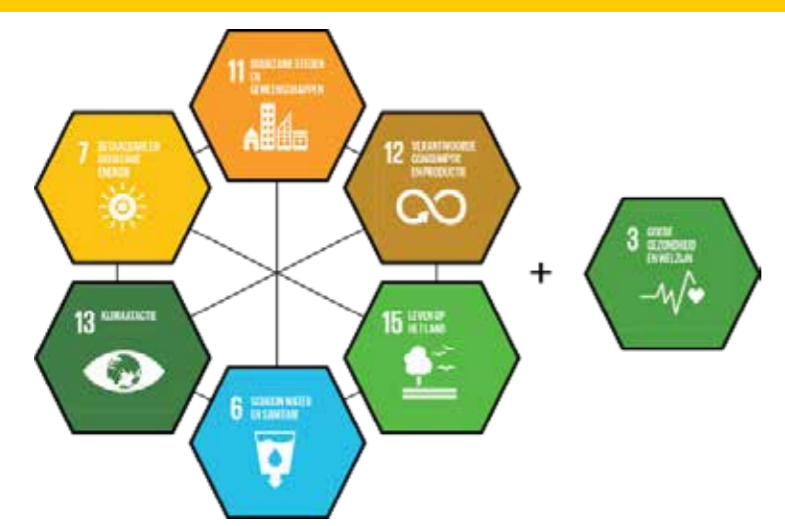 11 DUURZAME STEDEN
EN
GEMEENSCHAPPEN
7 BETAALBARE EN
DUURZAME
ENERGIE
12 VERANTWOORDE
CONSUMPTIE
EN PRODUCTIE
+
3 GOEDE
GEZONDHEID
EN WELZIJN
13 KLIMAATACTIE
15 LEVEN OP
HET LAND
6 SCHOON WATER
EN SANITAIR